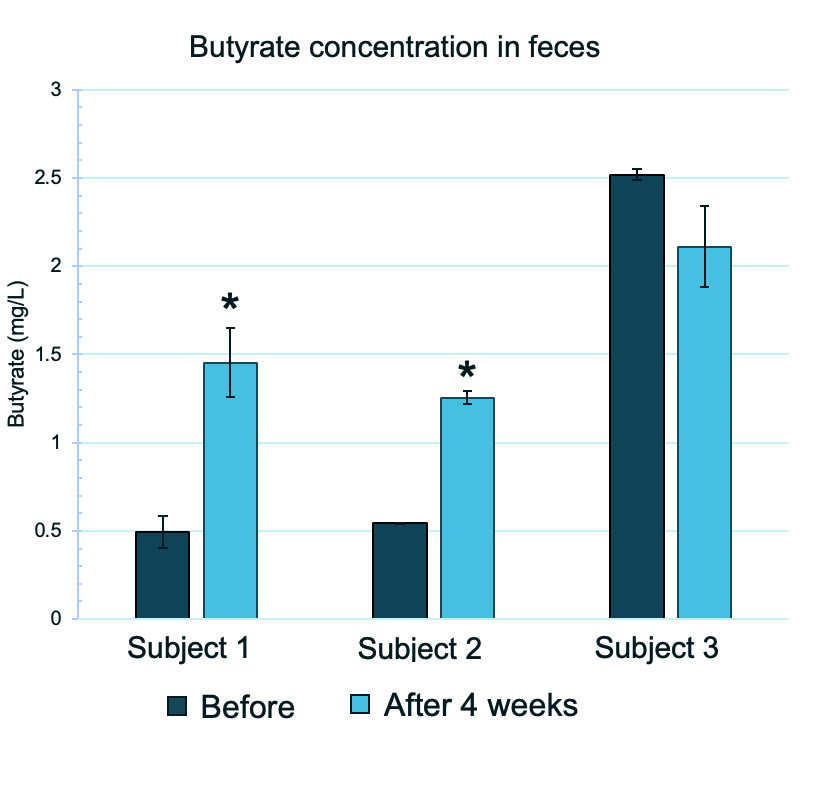 Butyrate concentration in feces
3
2.5
2
1.5
1
0.5
0
Butyrate (mg/L)
*
*
Subject 1
Subject 2
Subject 3
Before
After 4 weeks